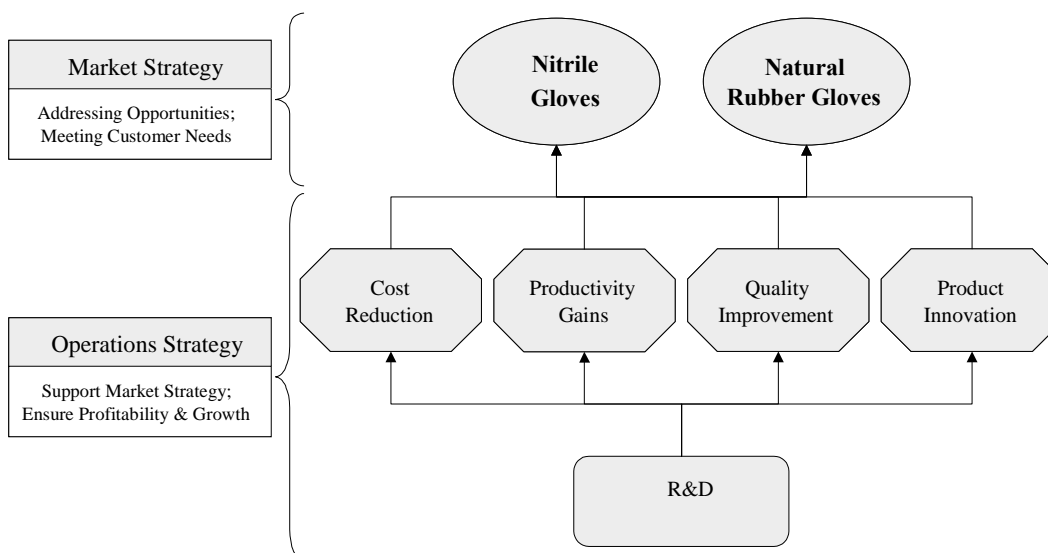 Market Strategy
Addressing Opportunities;
Meeting Customer Needs
Nitrile
Gloves
Natural
Rubber Gloves
Operations Strategy
Support Market Strategy;
Ensure Profitability & Growth
Cost
Reduction
Productivity
Gains
Quality
Improvement
Product
Innovation
R&D